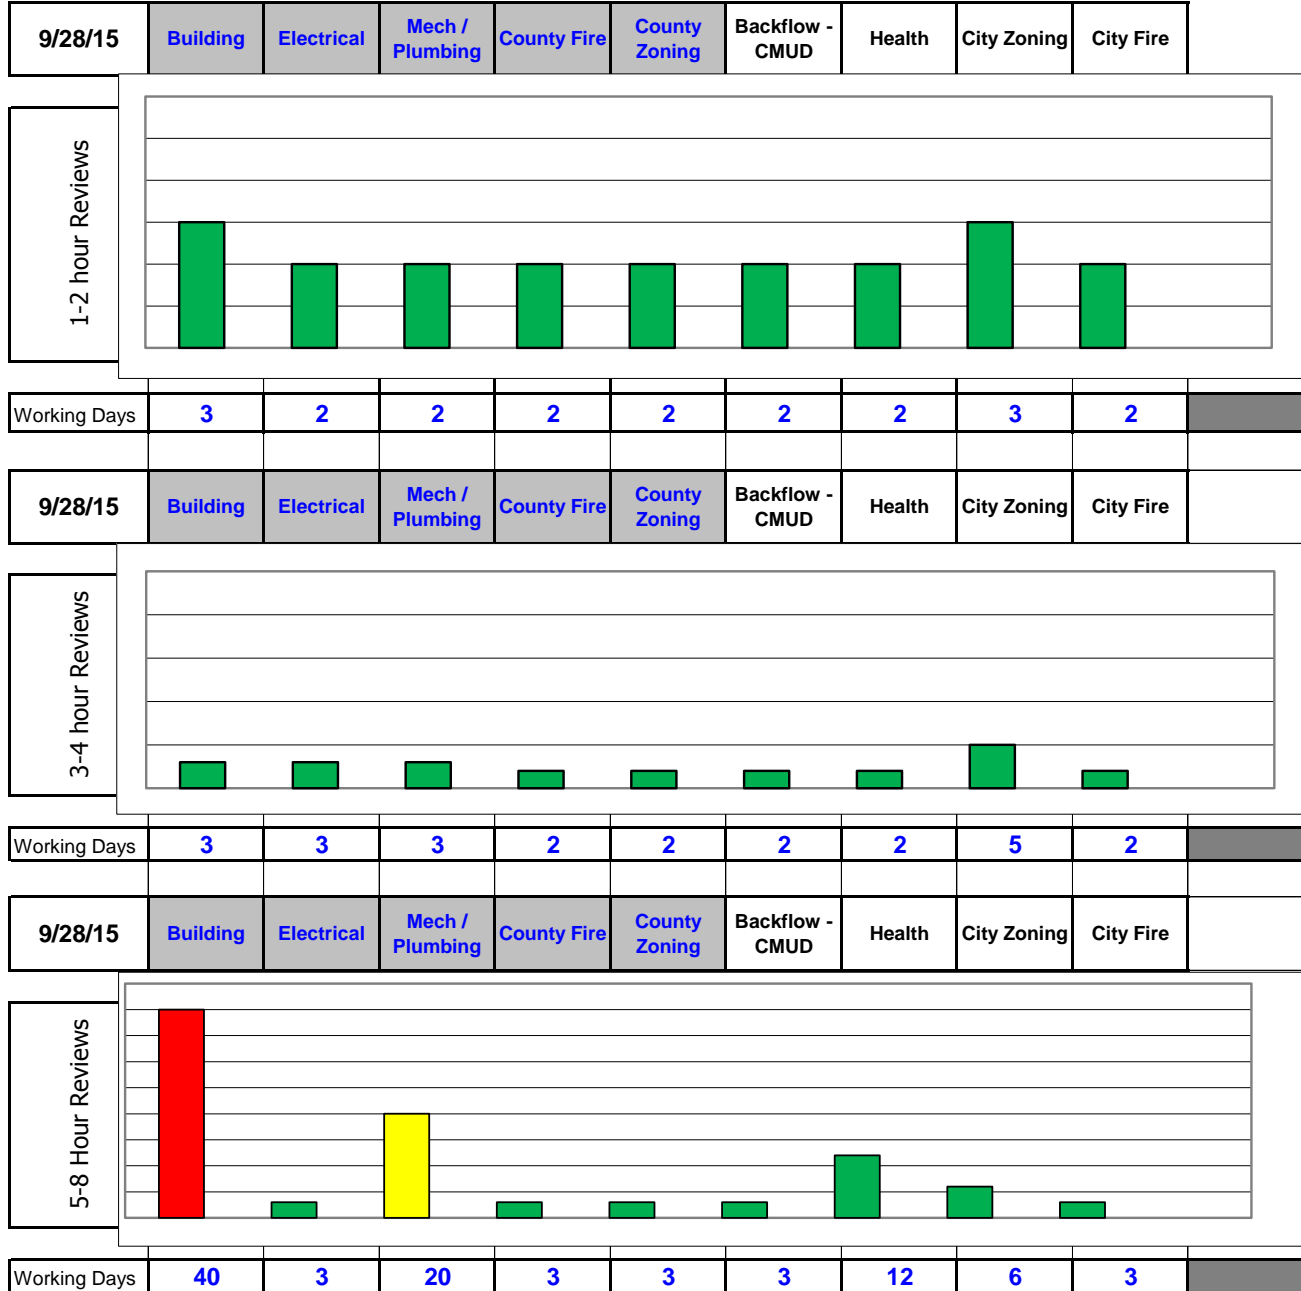 9/28/15 Building Electrical Mech / Plumbing County Fire County Zoning Backflow - CMUD Health City Zoning City Fire
1-2 hour Reviews
Working Days 3 2 2 2 2 2 2 3 2
9/28/15 Building Electrical Mech / Plumbing County Fire County Zoning Backflow - CMUD Health City Zoning City Fire
3-4 hour Reviews
Working Days 3 3 3 2 2 2 2 5 2
9/28/15 Building Electrical Mech / Plumbing County Fire County Zoning Backflow - CMUD Health City Zoning City Fire
5-8 Hour Reviews
Working Days 40 3 20 3 3 3 12 6 3